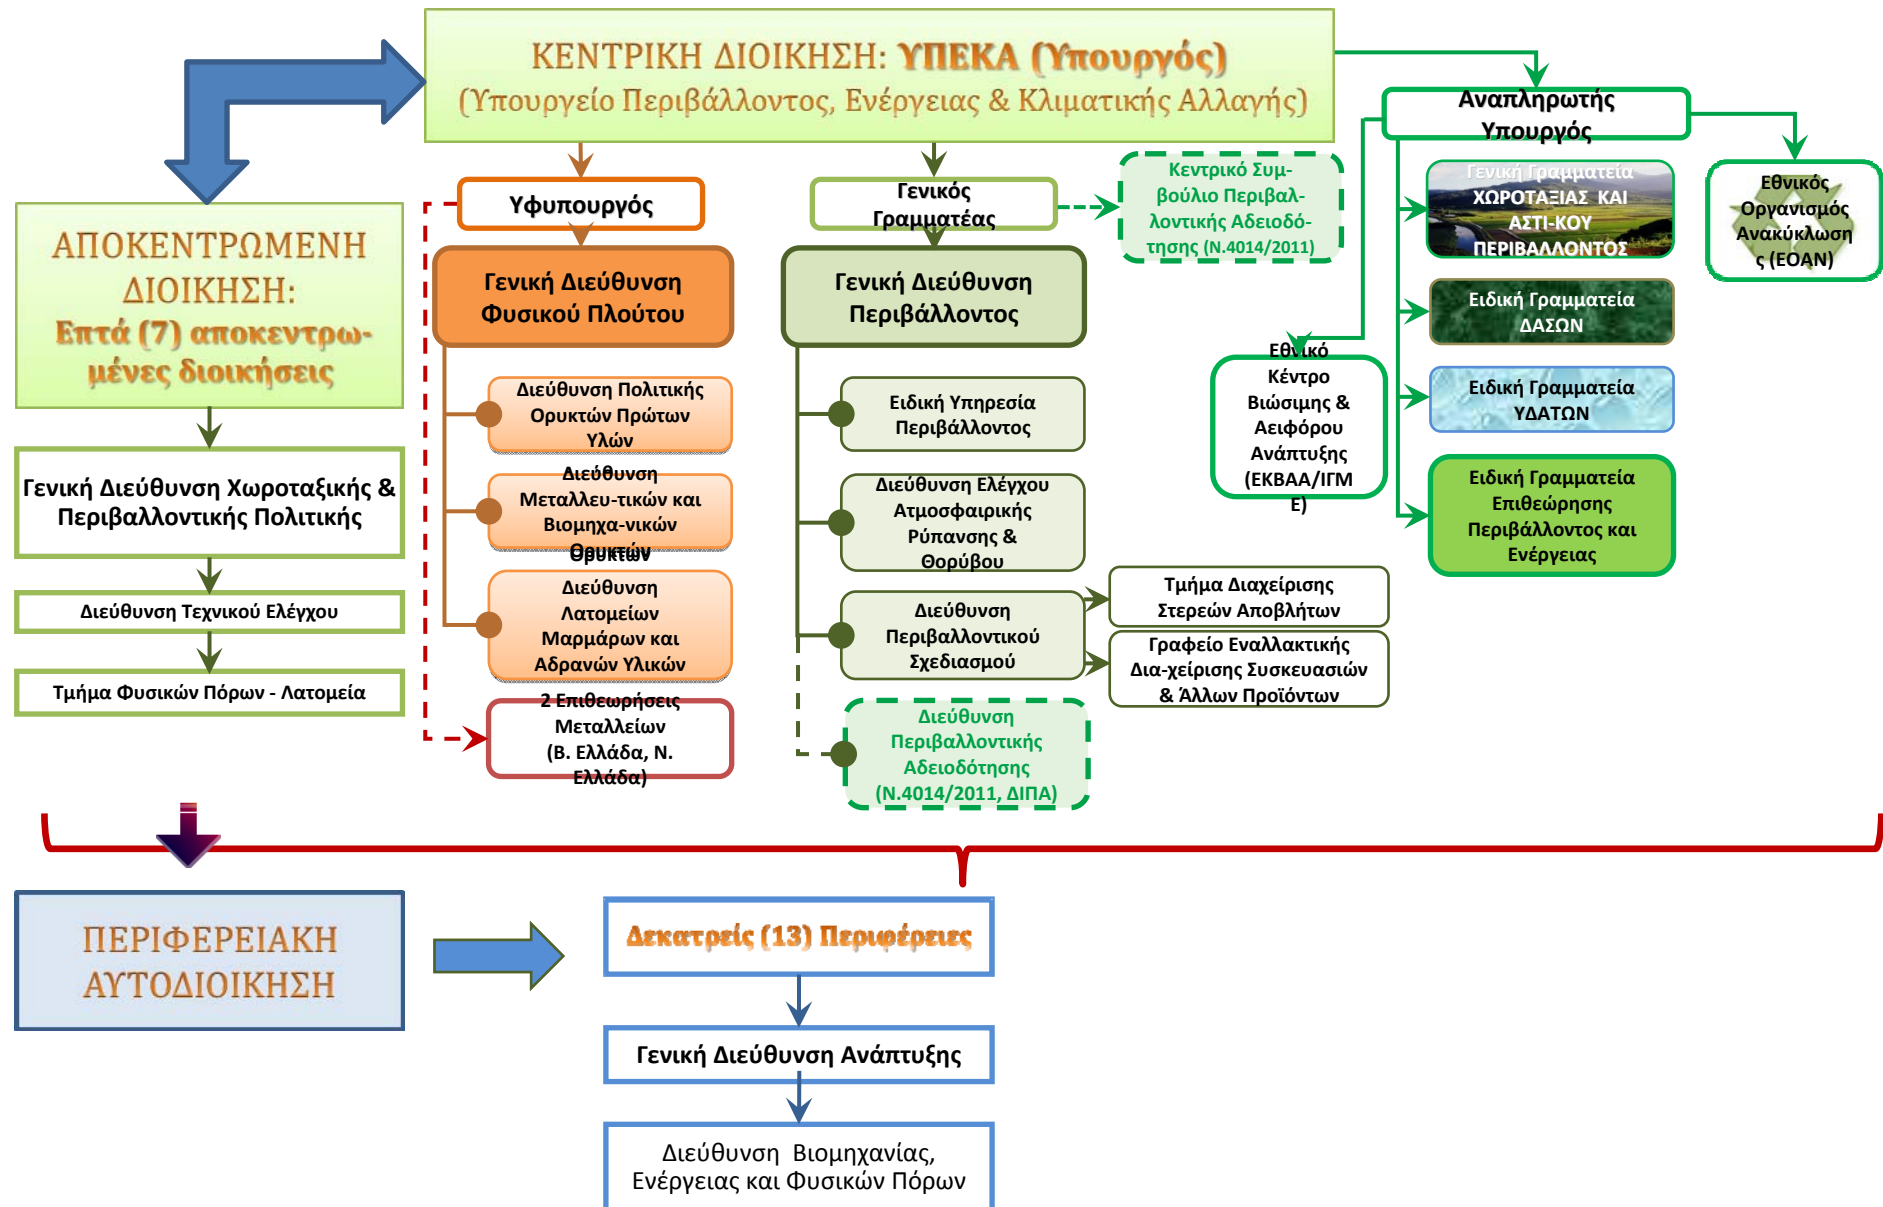 ΚΕΝΤΡΙΚΗ ΔΙΟΙΚΗΣΗ: ΥΠΕΚΑ (Υπουργός)
(Υπουργείο Περιβάλλοντος, Ενέργειας & Κλιματικής Αλλαγής)
Αναπληρωτής
Υπουργός
ΑΠΟΚΕΝΤΡΩΜΕΝΗ
ΔΙΟΙΚΗΣΗ:
Επτά (7) αποκεντρω-
μένες διοικήσεις
Γενική Διεύθυνση Χωροταξικής &
Περιβαλλοντικής Πολιτικής
Διεύθυνση Τεχνικού Ελέγχου
Τμήμα Φυσικών Πόρων - Λατομεία
Υφυπουργός
Γενική Διεύθυνση
Φυσικού Πλούτου
Διεύθυνση Πολιτικής
Ορυκτών Πρώτων
Υλών
Διεύθυνση
Μεταλλευ-τικών και
Βιομηχα-νικών
Ορυκτών
Διεύθυνση
Λατομείων
Μαρμάρων και
Αδρανών Υλικών
2 Επιθεωρήσεις
Μεταλλείων
(Β. Ελλάδα, Ν.
Ελλάδα)
Γενικός
Γραμματέας
Γενική Διεύθυνση
Περιβάλλοντος
Ειδική Υπηρεσία
Περιβάλλοντος
Διεύθυνση Ελέγχου
Ατμοσφαιρικής
Ρύπανσης &
Θορύβου
Διεύθυνση
Περιβαλλοντικού
Σχεδιασμού
Διεύθυνση
Περιβαλλοντικής
Αδειοδότησης
(Ν.4014/2011, ΔΙΠΑ)
Κεντρικό Συμ-
βούλιο Περιβαλ-
λοντικής Αδειοδό-
τησης (Ν.4014/2011)
Τμήμα Διαχείρισης
Στερεών Αποβλήτων
Γραφείο Εναλλακτικής
Δια-χείρισης Συσκευασιών
& Άλλων Προϊόντων
Εθνικό
Κέντρο
Βιώσιμης &
Αειφόρου
Ανάπτυξης
(ΕΚΒΑΑ/ΙΓΜ
Ε)
Γενική Γραμματεία
ΧΩΡΟΤΑΞΙΑΣ ΚΑΙ
ΑΣΤΙ-ΚΟΥ
ΠΕΡΙΒΑΛΛΟΝΤΟΣ
Ειδική Γραμματεία
ΔΑΣΩΝ
Ειδική Γραμματεία
ΥΔΑΤΩΝ
Ειδική Γραμματεία
Επιθεώρησης
Περιβάλλοντος και
Ενέργειας
Εθνικός
Οργανισμός
Ανακύκλωση
ς (ΕΟΑΝ)
ΠΕΡΙΦΕΡΕΙΑΚΗ
ΑΥΤΟΔΙΟΙΚΗΣΗ
Δεκατρείς (13) Περιφέρειες
Γενική Διεύθυνση Ανάπτυξης
Διεύθυνση Βιομηχανίας,
Ενέργειας και Φυσικών Πόρων